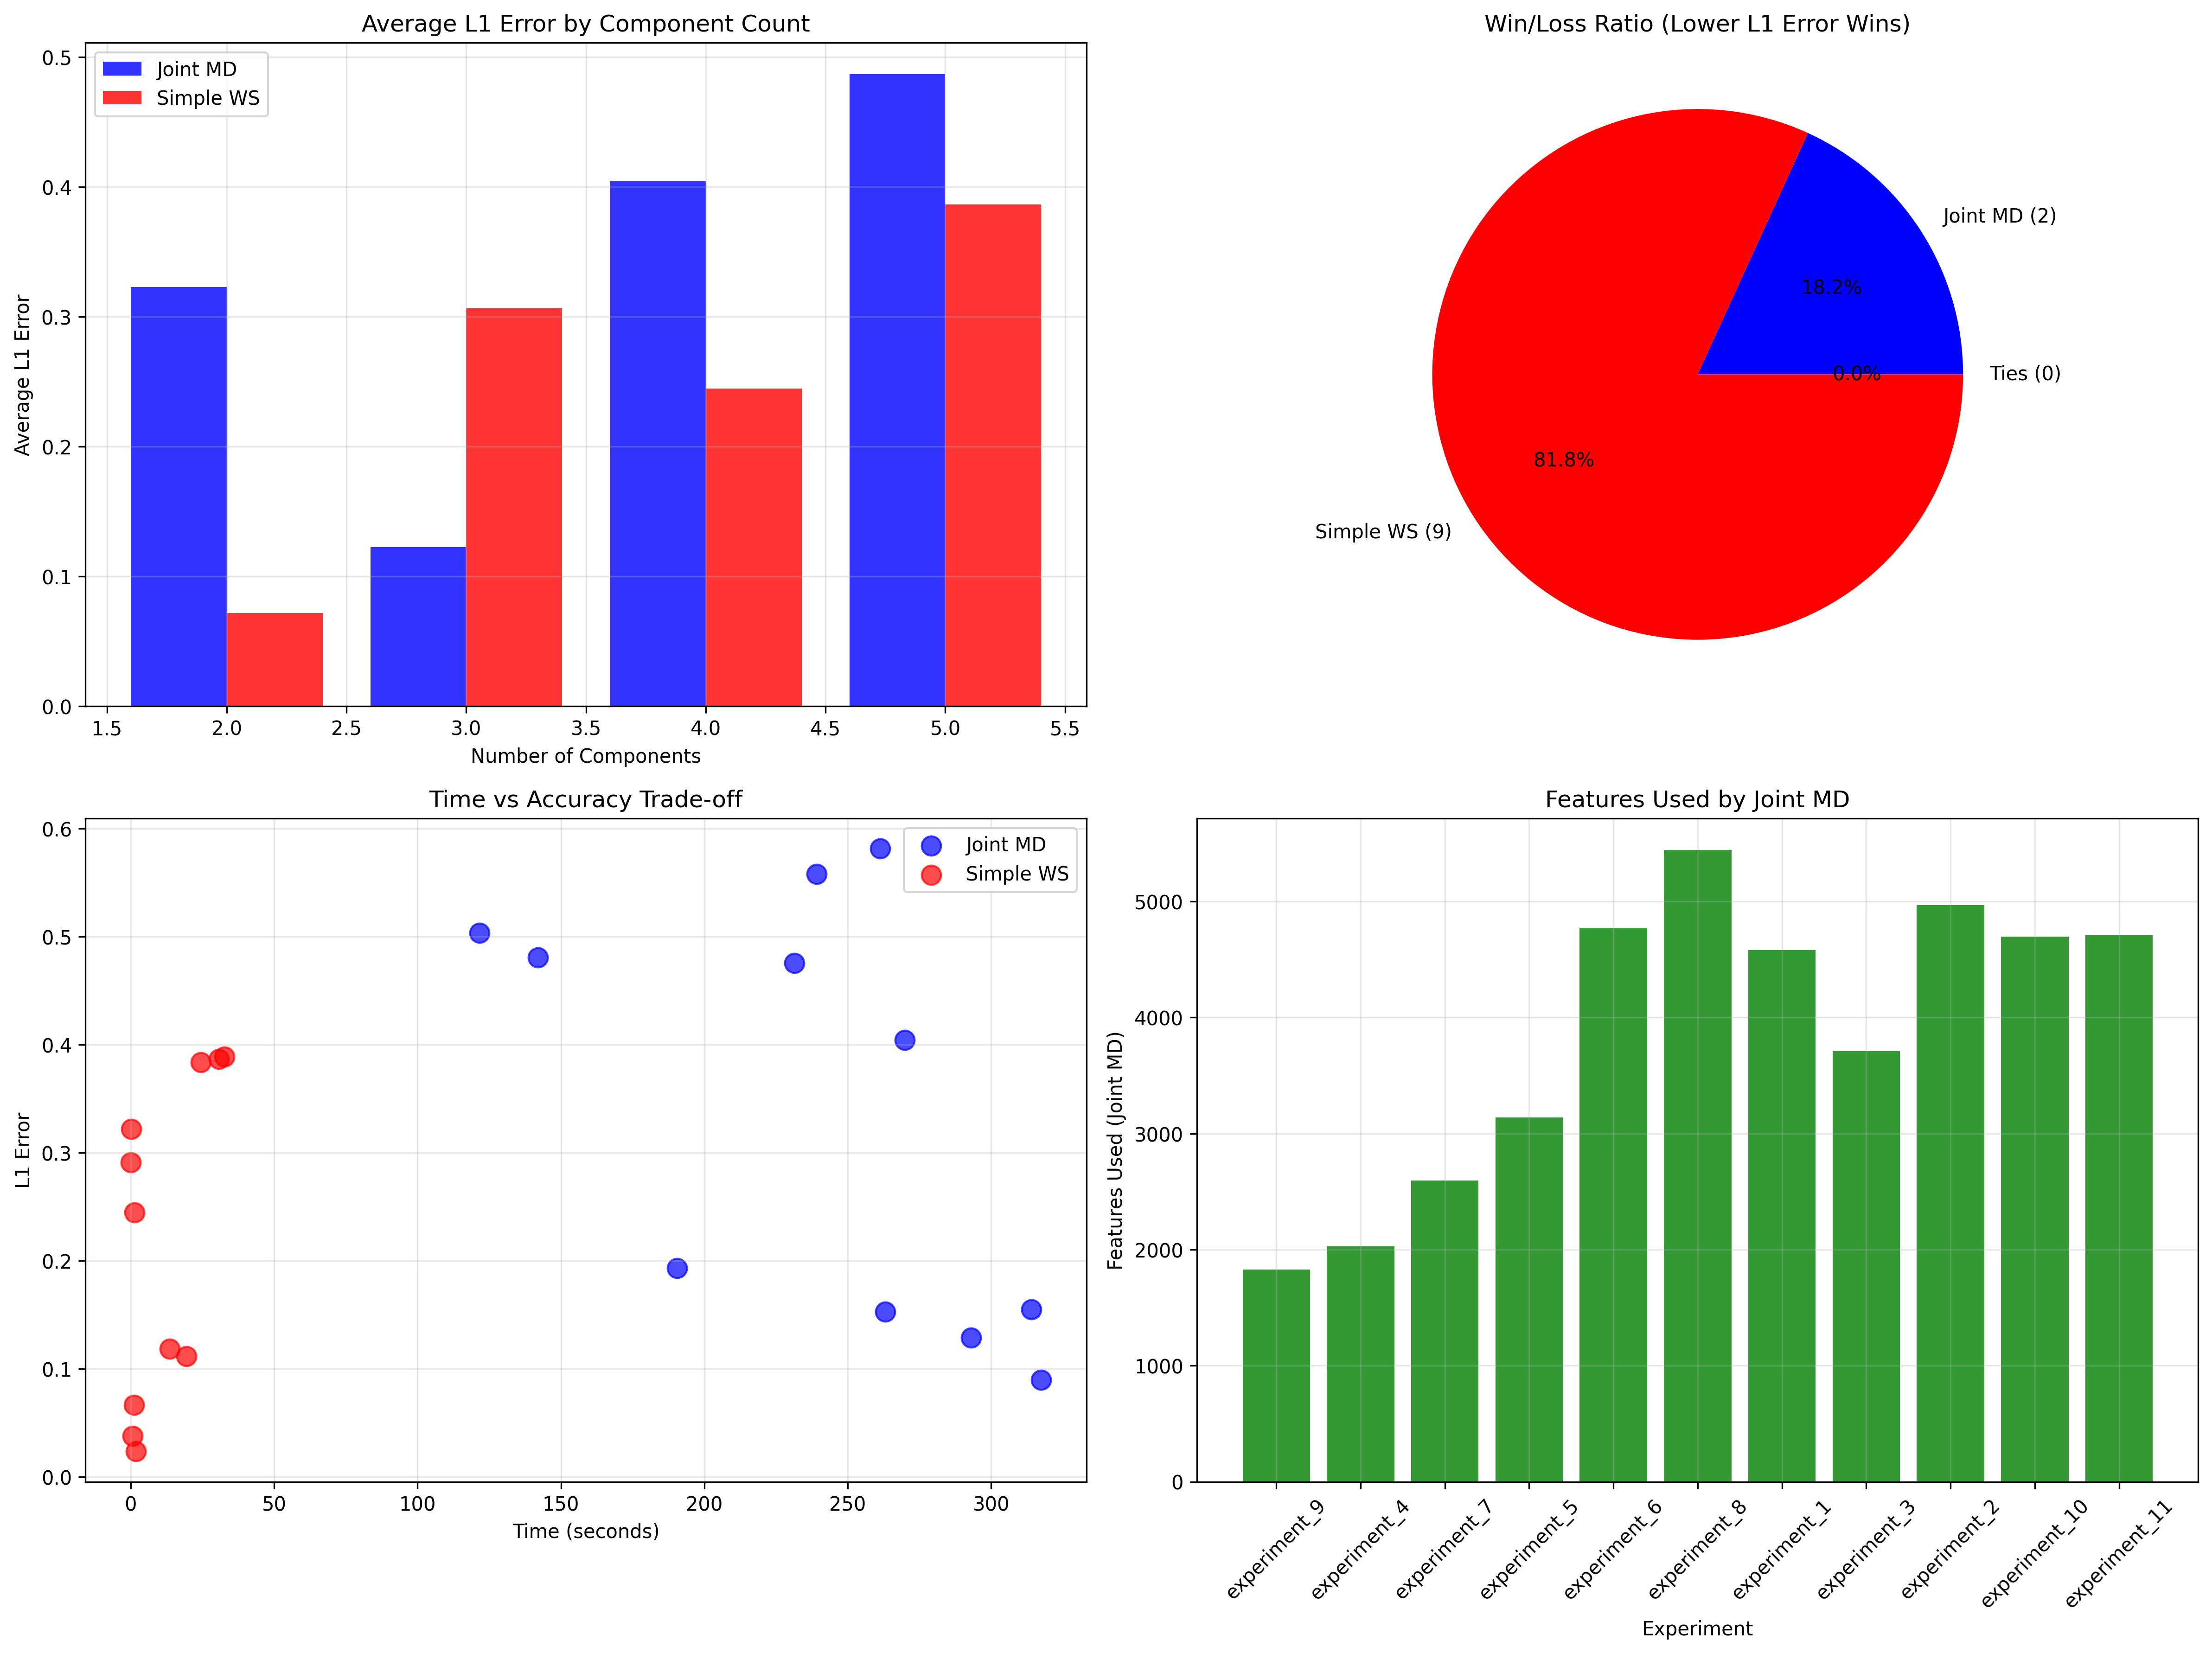 Average L1 Error by Component Count
Joint MD
Simple WS
Average L1 Error
0.5
0.4
0.3
0.2
0.1
0.0
1.5 2.0 2.5 3.0 3.5 4.0 4.5 5.0 5.5
Number of Components
Win/Loss Ratio (Lower L1 Error Wins)
Joint MD (2)
18.2%
0.0%
Ties (0)
81.8%
Simple WS (9)
Time vs Accuracy Trade-off
Joint MD
Simple WS
L1 Error
0.6
0.5
0.4
0.3
0.2
0.1
0.0
0 50 100 150 200 250 300
Time (seconds)
Features Used by Joint MD
Features Used (Joint MD)
5000
4000
3000
2000
1000
0
experiment_9
experiment_4
experiment_7
experiment_5
experiment_6
experiment_8
experiment_1
experiment_3
experiment_2
experiment_10
experiment_11
Experiment